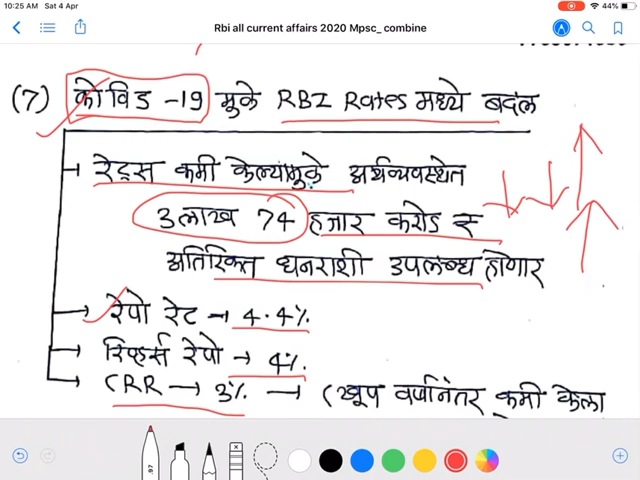 10:25 AM Sat 4 Apr
44%
Rbi all current affairs 2020 Mpsc_ combine
(7) कोविड -19 मुळे RBI Rates मध्ये बदल
रेट्स कमी केल्यामुळे अर्थव्यवस्थेत
3 लाख 74 हजार करोड रु
अतिरिक्त धनराशी उपलब्ध होणार
→ रेपो रेट → 4.4%
→ रिव्हर्स रेपो → 4%
→ CRR → 3% → (खूप वर्षानंतर कमी केला
.97